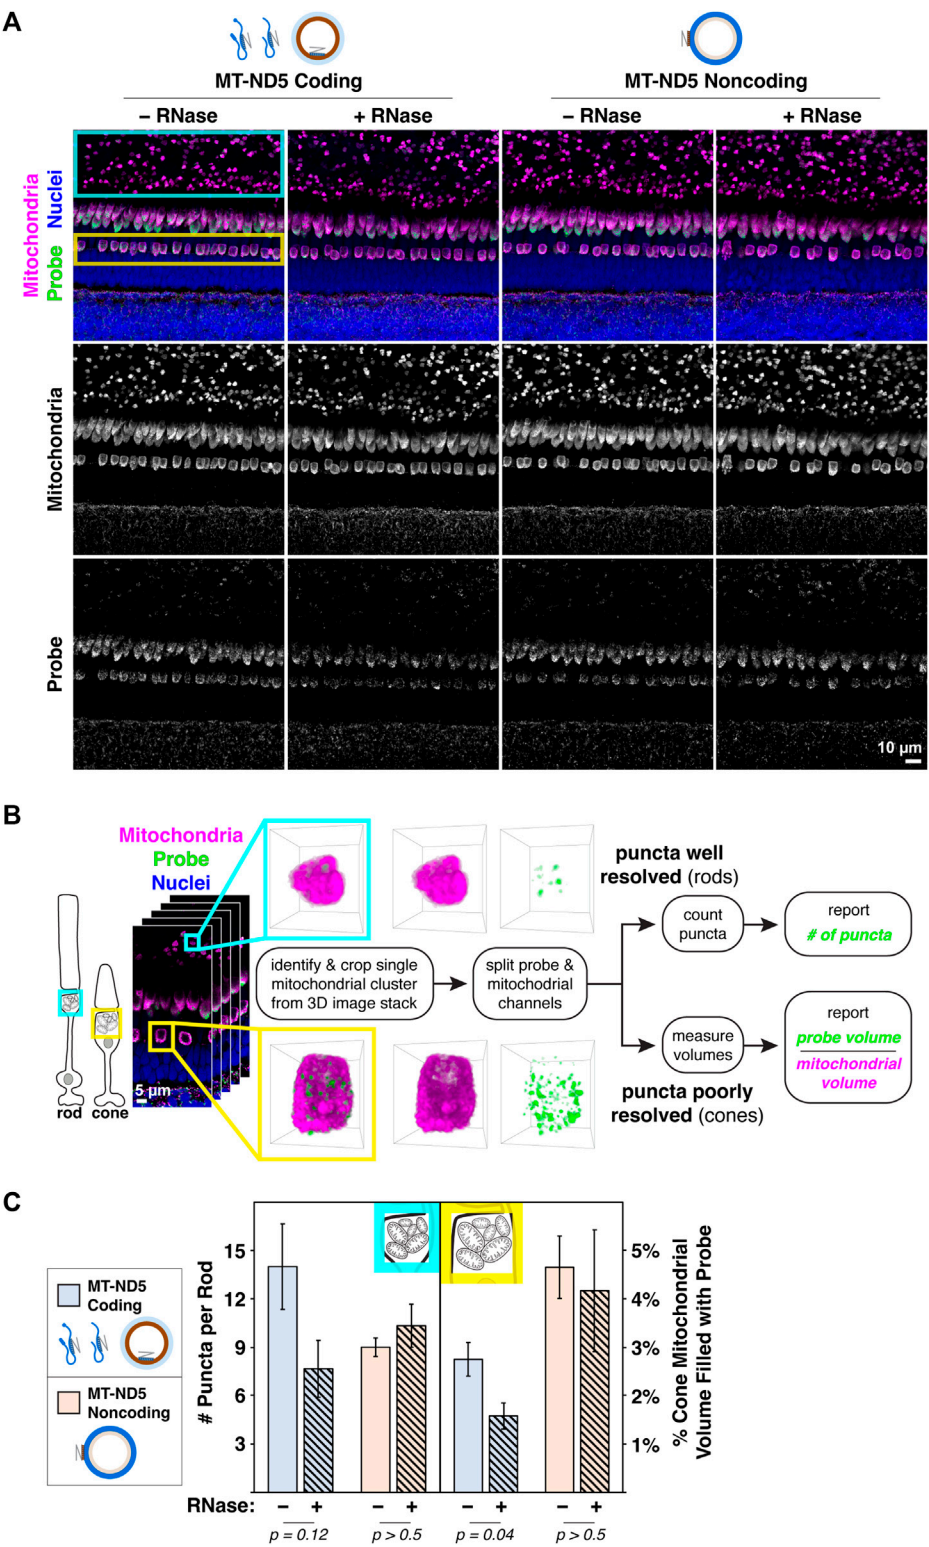 A
MT-ND5 Coding
MT-ND5 Noncoding
– RNase
+ RNase
– RNase
+ RNase
Mitochondria
Probe Nuclei
Mitochondria
Probe
10 µm
B
Mitochondria
Probe
Nuclei
5 µm
rod
cone
identify & crop single
mitochondrial cluster
from 3D image stack
split probe &
mitochodrial
channels
puncta well
resolved (rods)
count
puncta
report
# of puncta
measure
volumes
report
probe volume
mitochondrial
volume
puncta poorly
resolved (cones)
C
MT-ND5
Coding
MT-ND5
Noncoding
# Puncta per Rod
15
12
9
6
3
5%
4%
3%
2%
1%
% Cone Mitochondrial
Volume Filled with Probe
RNase: – + – + – + – +
p = 0.12 p > 0.5 p = 0.04 p > 0.5